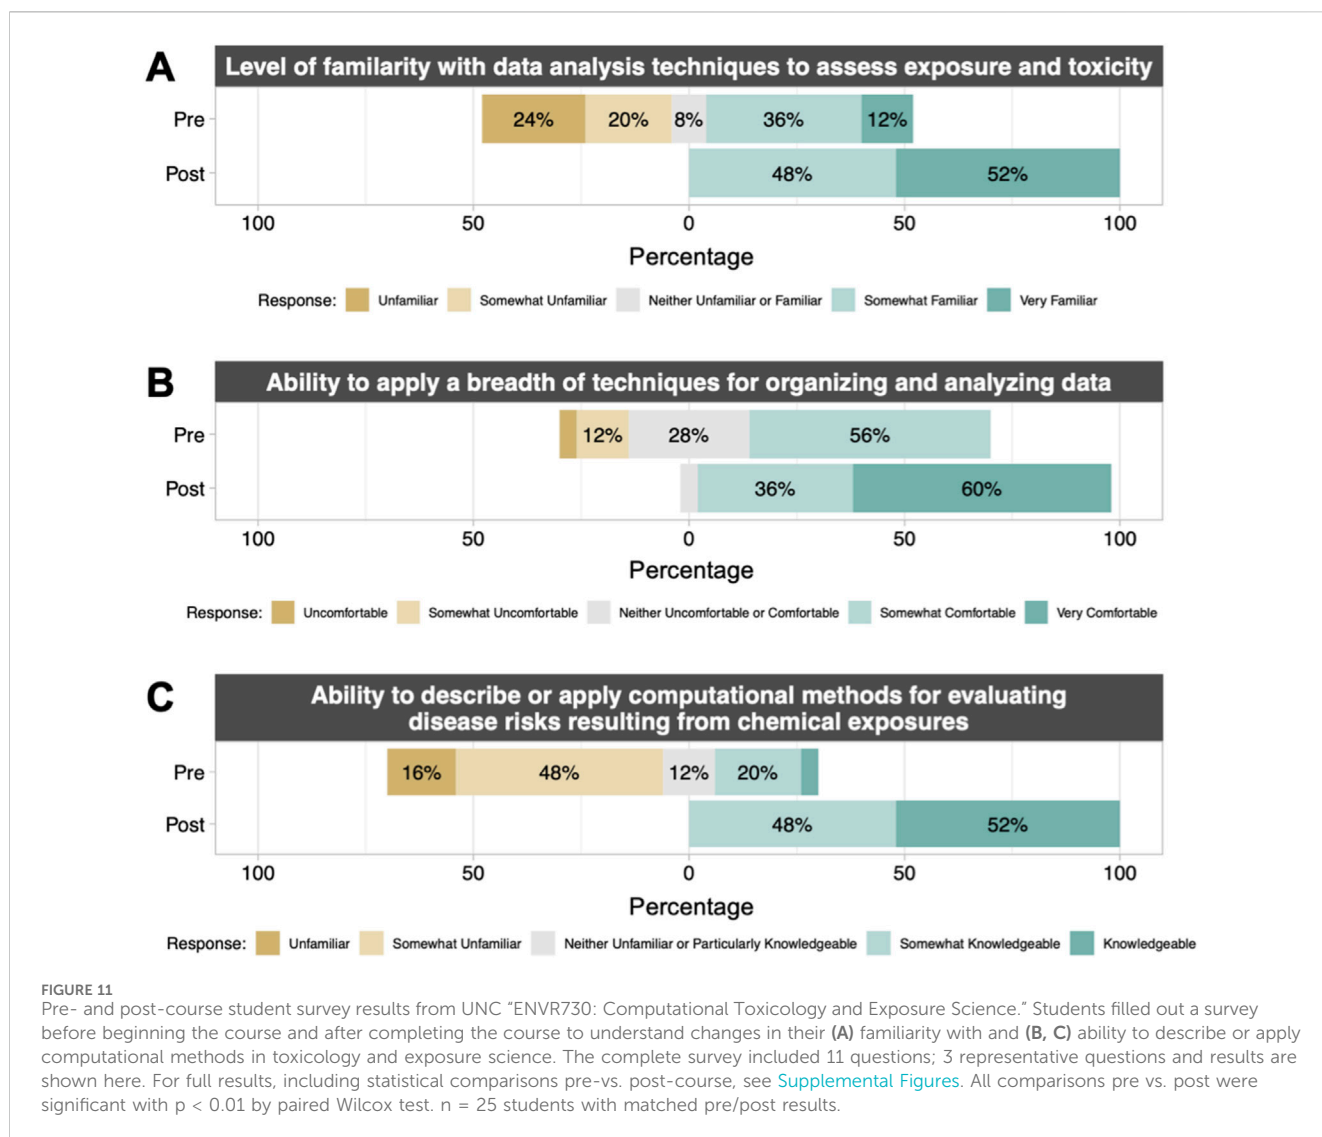 A
Level of familarity with data analysis techniques to assess exposure and toxicity
Pre
24%
20%
8%
36%
12%
Post
48%
52%
100
50
0
50
100
Percentage
Response: Unfamiliar Somewhat Unfamiliar Neither Unfamiliar or Familiar Somewhat Familiar Very Familiar
B
Ability to apply a breadth of techniques for organizing and analyzing data
Pre
12%
28%
56%
Post
36%
60%
100
50
0
50
100
Percentage
Response: Uncomfortable Somewhat Uncomfortable Neither Uncomfortable or Comfortable Somewhat Comfortable Very Comfortable
C
Ability to describe or apply computational methods for evaluating
disease risks resulting from chemical exposures
Pre
16%
48%
12%
20%
Post
48%
52%
100
50
0
50
100
Percentage
Response: Unfamiliar Somewhat Unfamiliar Neither Unfamiliar or Particularly Knowledgeable Somewhat Knowledgeable Knowledgeable
FIGURE 11
Pre- and post-course student survey results from UNC “ENVR730: Computational Toxicology and Exposure Science.” Students filled out a survey
before beginning the course and after completing the course to understand changes in their (A) familiarity with and (B, C) ability to describe or apply
computational methods in toxicology and exposure science. The complete survey included 11 questions; 3 representative questions and results are
shown here. For full results, including statistical comparisons pre-vs. post-course, see Supplemental Figures. All comparisons pre vs. post were
significant with p < 0.01 by paired Wilcox test. n = 25 students with matched pre/post results.